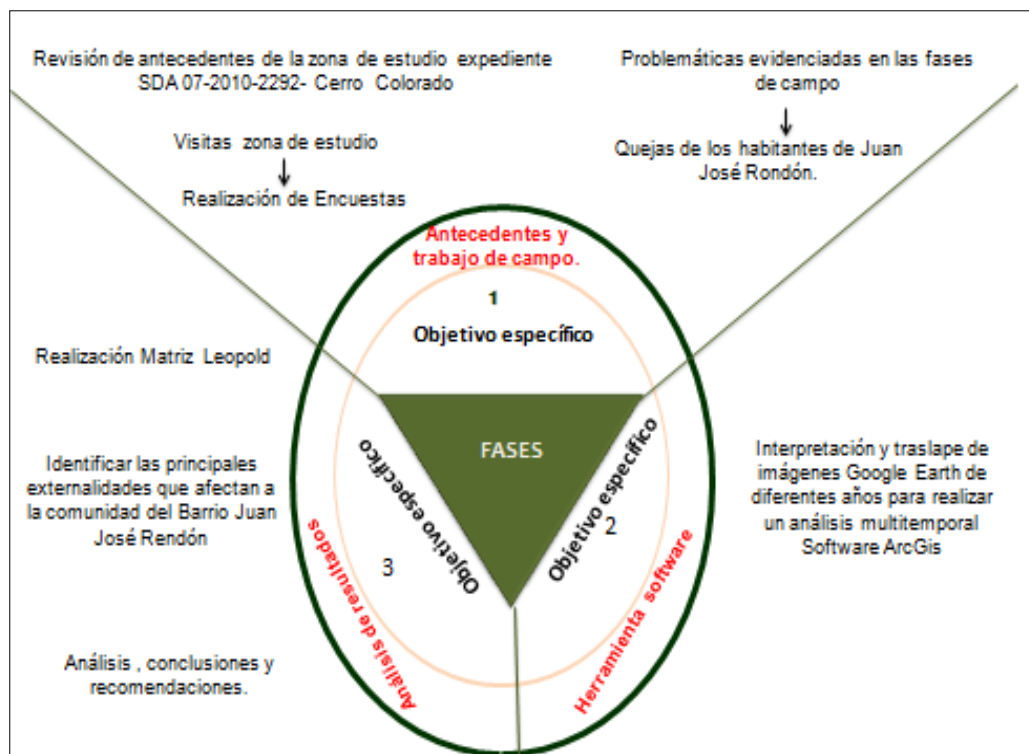 Revisión de antecedentes de la zona de estudio expediente
SDA 07-2010-2292- Cerro Colorado
Visitas zona de estudio
Realización de Encuestas
Problemáticas evidenciadas en las fases
de campo
Quejas de los habitantes de Juan
José Rondón.
Antecedentes y
trabajo de campo.
1
Objetivo específico
FASES
Realización Matriz Leopold
Identificar las principales
externalidades que afectan a
la comunidad del Barrio Juan
José Rendón
Análisis , conclusiones y
recomendaciones.
Objetivo específico
3
Análisis de resultados
Objetivo específico
2
Herramienta software
Interpretación y traslape de
imágenes Google Earth de
diferentes años para realizar
un análisis multitemporal
Software ArcGis